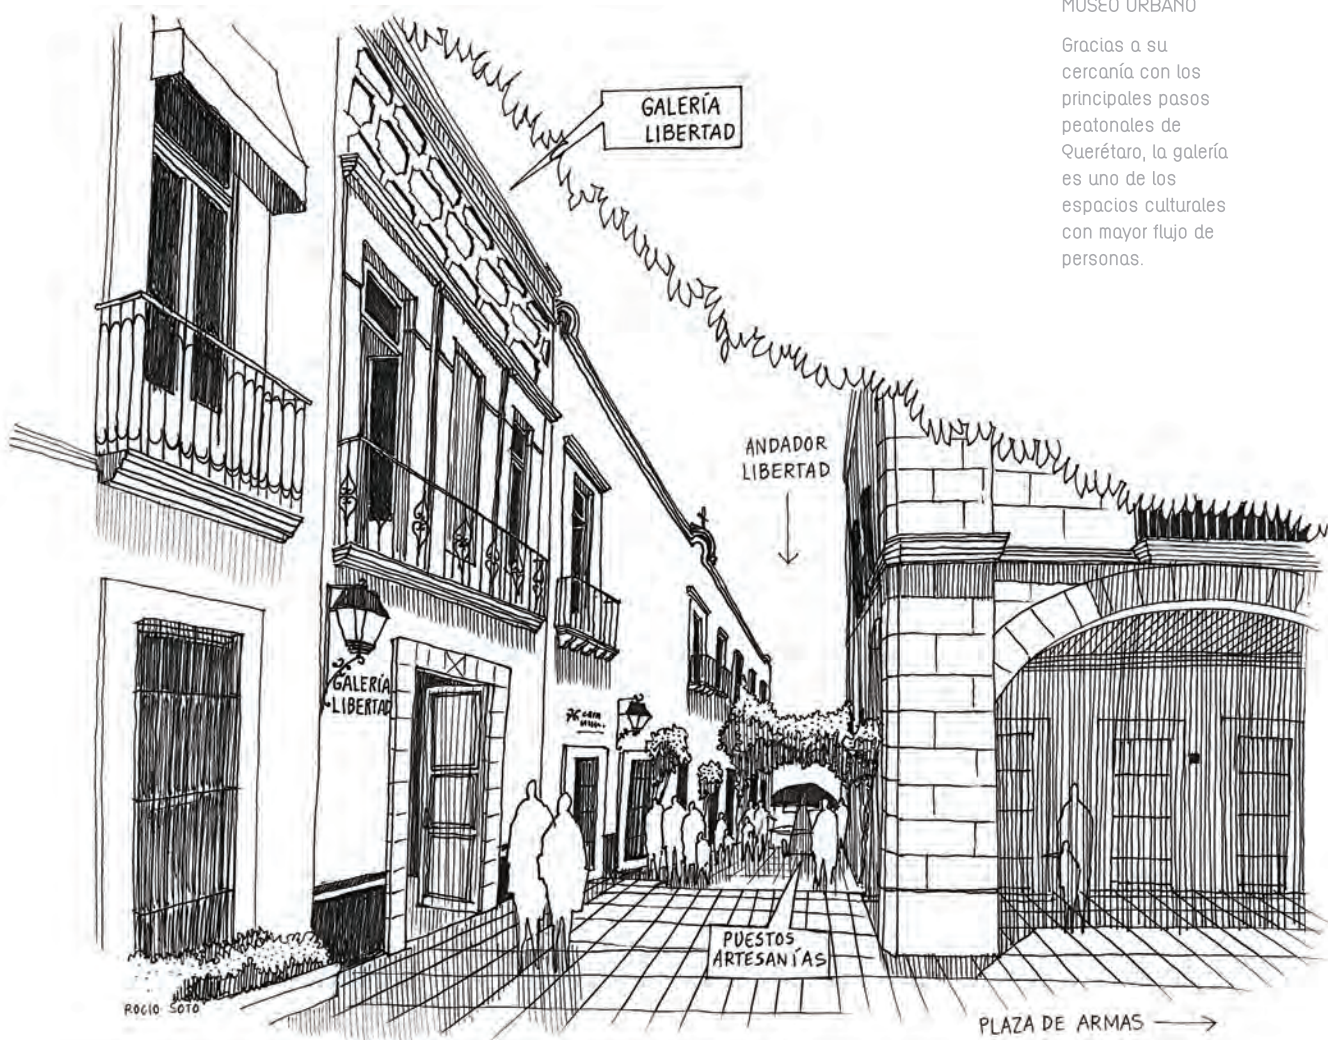 MUSEO URBANO
Gracias a su
cercanía con los
principales pasos
peatonales de
Querétaro, la galería
es uno de los
espacios culturales
con mayor flujo de
personas.
GALERÍA
LIBERTAD
ANDADOR
LIBERTAD
GALERÍA
LIBERTAD
PUESTOS
ARTESANÍAS
ROCIO SOTO
PLAZA DE ARMAS